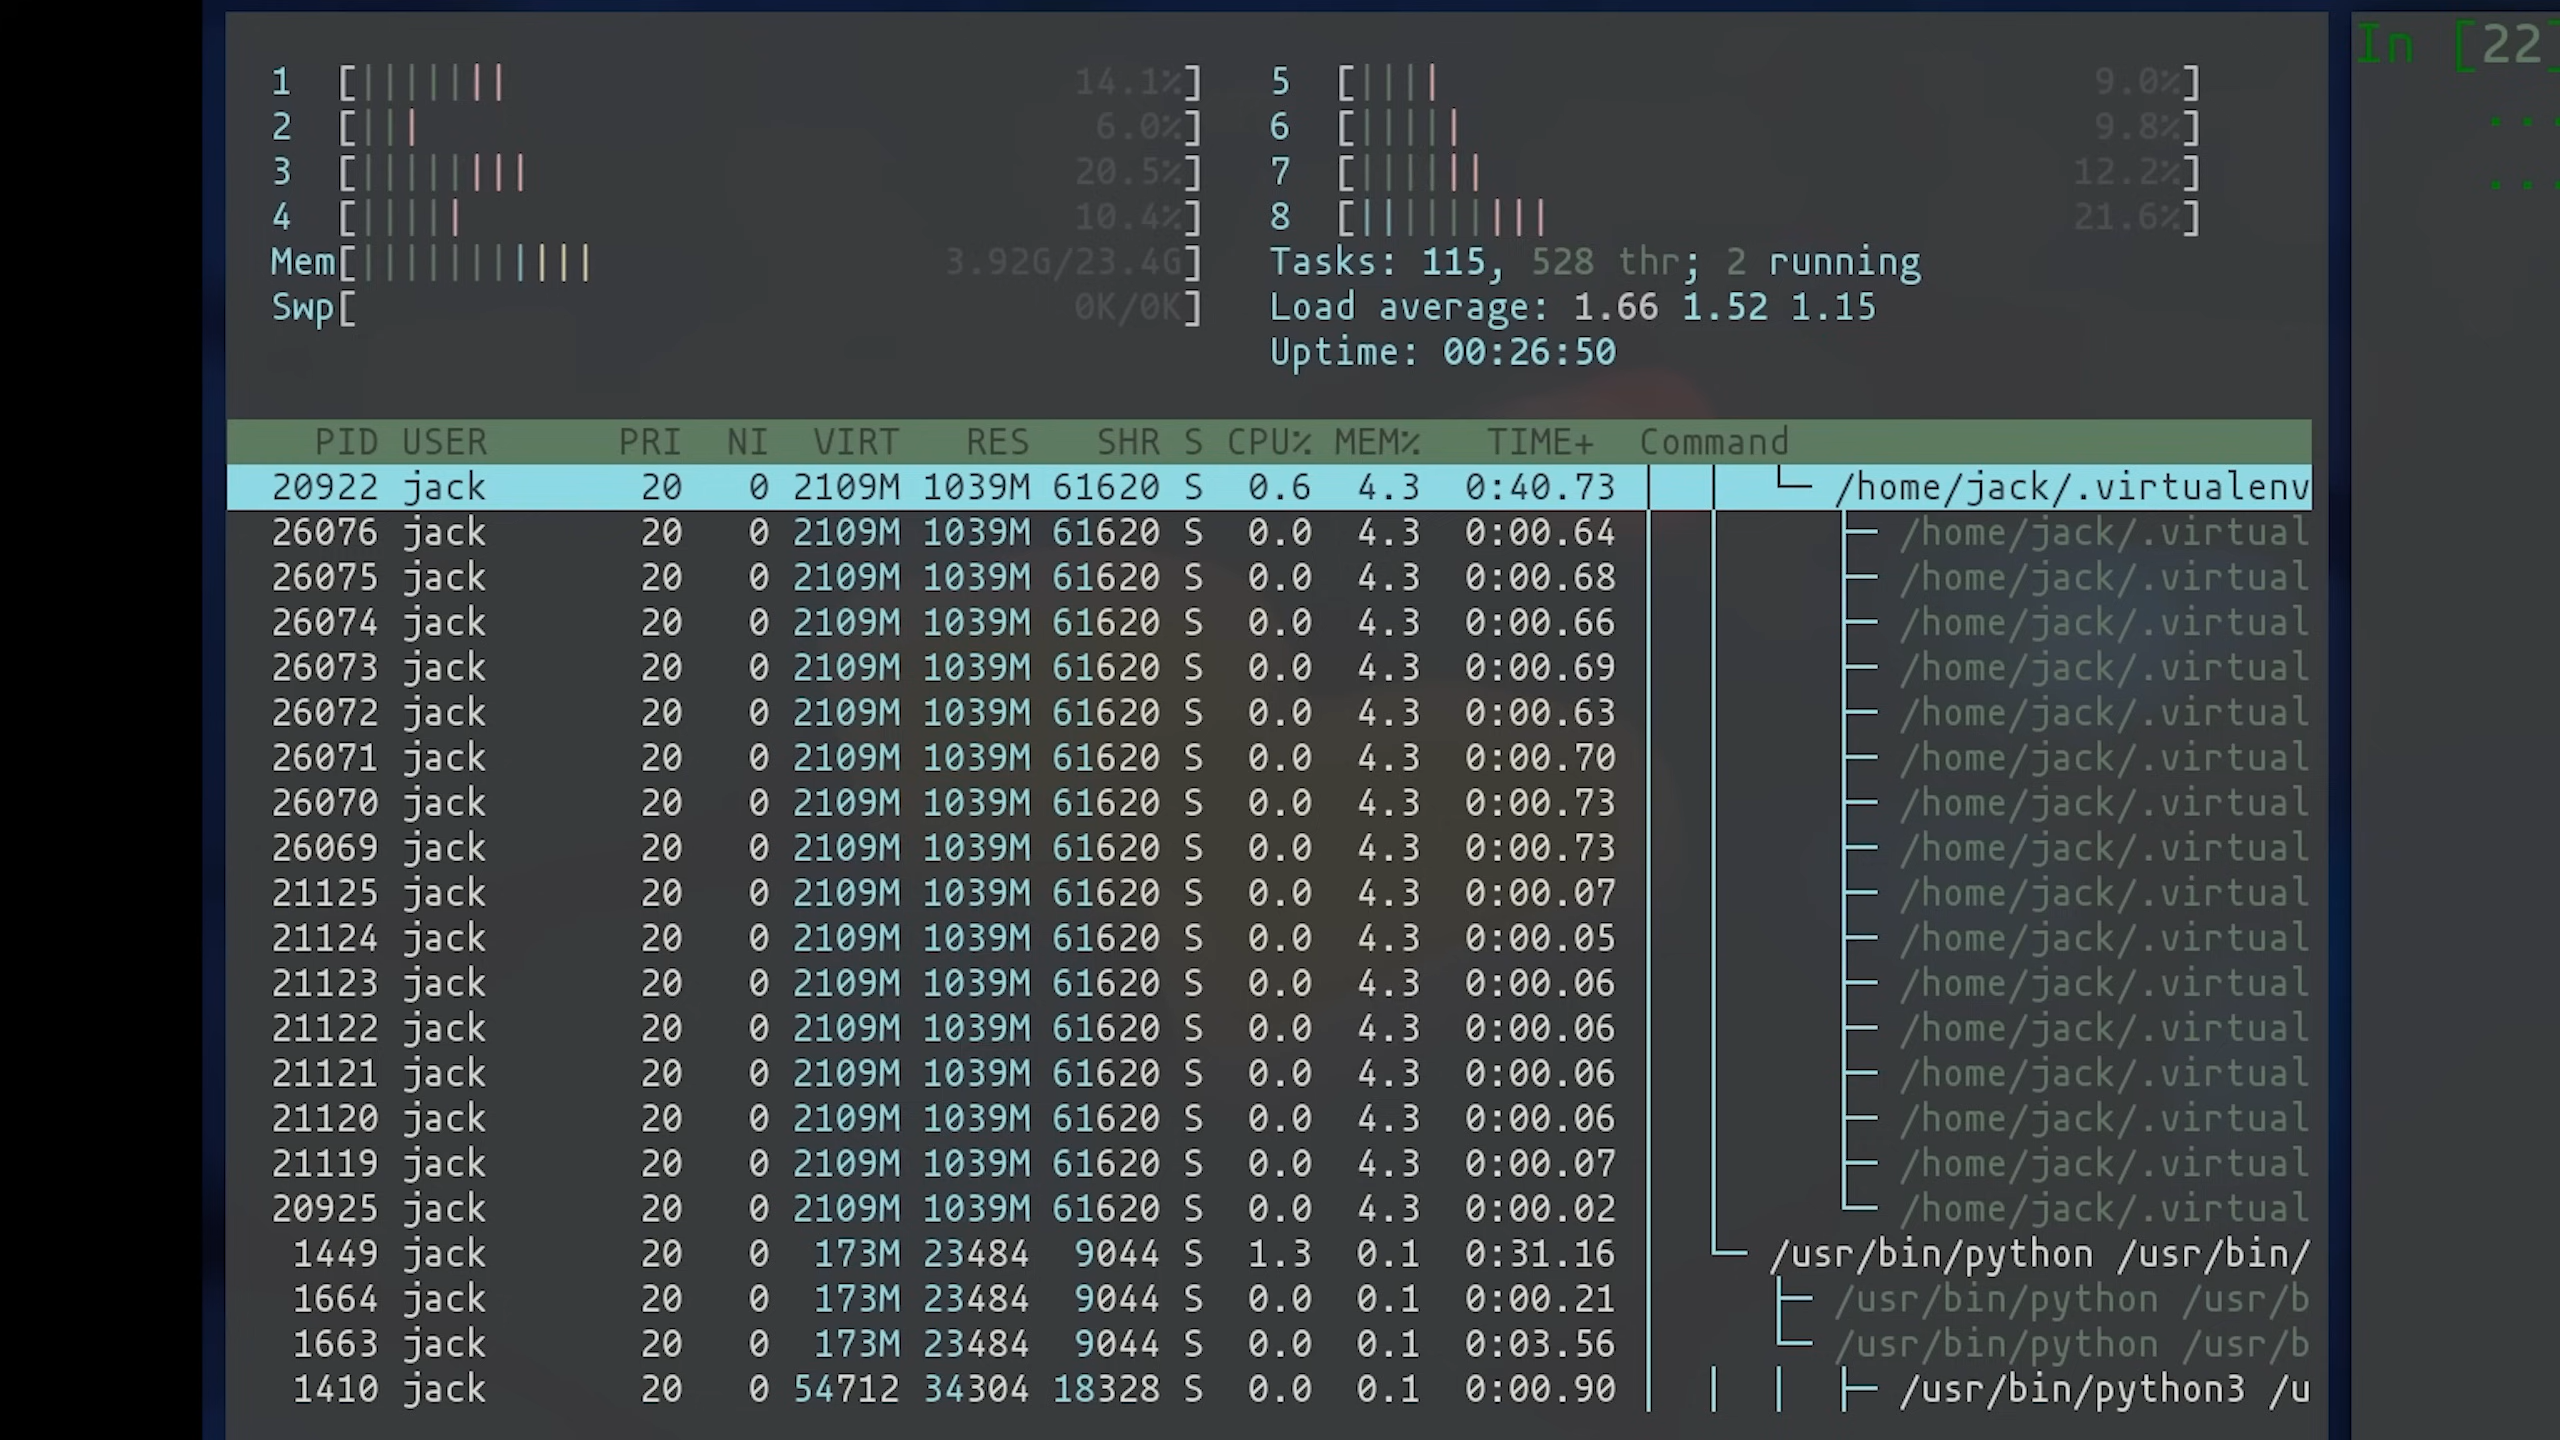 1 [||||||| 14.1%] 5 [|||| 9.0%] In [22]
2 [||| 6.0%] 6 [||||| 9.8%] ...
3 [|||||||| 20.5%] 7 [|||||| 12.2%] ...
4 [||||| 10.4%] 8 [||||||||| 21.6%]
Mem[||||||||||| 3.92G/23.4G] Tasks: 115, 528 thr; 2 running
Swp[ 0K/0K] Load average: 1.66 1.52 1.15
Uptime: 00:26:50
PID USER PRI NI VIRT RES SHR S CPU% MEM% TIME+ Command
20922 jack 20 0 2109M 1039M 61620 S 0.6 4.3 0:40.73 │ │ └─ /home/jack/.virtualenv
26076 jack 20 0 2109M 1039M 61620 S 0.0 4.3 0:00.64 │ │ ├─ /home/jack/.virtual
26075 jack 20 0 2109M 1039M 61620 S 0.0 4.3 0:00.68 │ │ ├─ /home/jack/.virtual
26074 jack 20 0 2109M 1039M 61620 S 0.0 4.3 0:00.66 │ │ ├─ /home/jack/.virtual
26073 jack 20 0 2109M 1039M 61620 S 0.0 4.3 0:00.69 │ │ ├─ /home/jack/.virtual
26072 jack 20 0 2109M 1039M 61620 S 0.0 4.3 0:00.63 │ │ ├─ /home/jack/.virtual
26071 jack 20 0 2109M 1039M 61620 S 0.0 4.3 0:00.70 │ │ ├─ /home/jack/.virtual
26070 jack 20 0 2109M 1039M 61620 S 0.0 4.3 0:00.73 │ │ ├─ /home/jack/.virtual
26069 jack 20 0 2109M 1039M 61620 S 0.0 4.3 0:00.73 │ │ ├─ /home/jack/.virtual
21125 jack 20 0 2109M 1039M 61620 S 0.0 4.3 0:00.07 │ │ ├─ /home/jack/.virtual
21124 jack 20 0 2109M 1039M 61620 S 0.0 4.3 0:00.05 │ │ ├─ /home/jack/.virtual
21123 jack 20 0 2109M 1039M 61620 S 0.0 4.3 0:00.06 │ │ ├─ /home/jack/.virtual
21122 jack 20 0 2109M 1039M 61620 S 0.0 4.3 0:00.06 │ │ ├─ /home/jack/.virtual
21121 jack 20 0 2109M 1039M 61620 S 0.0 4.3 0:00.06 │ │ ├─ /home/jack/.virtual
21120 jack 20 0 2109M 1039M 61620 S 0.0 4.3 0:00.06 │ │ ├─ /home/jack/.virtual
21119 jack 20 0 2109M 1039M 61620 S 0.0 4.3 0:00.07 │ │ ├─ /home/jack/.virtual
20925 jack 20 0 2109M 1039M 61620 S 0.0 4.3 0:00.02 │ │ └─ /home/jack/.virtual
1449 jack 20 0 173M 23484 9044 S 1.3 0.1 0:31.16 │ └─ /usr/bin/python /usr/bin/
1664 jack 20 0 173M 23484 9044 S 0.0 0.1 0:00.21 │ ├─ /usr/bin/python /usr/b
1663 jack 20 0 173M 23484 9044 S 0.0 0.1 0:03.56 │ └─ /usr/bin/python /usr/b
1410 jack 20 0 54712 34304 18328 S 0.0 0.1 0:00.90 │ │ │ ├─ /usr/bin/python3 /u